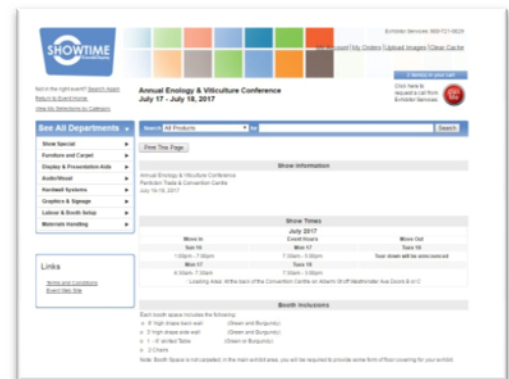 SHOWTIME
Exhibitor Services: 800-721-8829
My Account | My Orders | Upload Images | Clear Cache
in your cart
Not in the right event? Search Again
Return to Event Home
View My Selections by Category
Annual Enology & Viticulture Conference
July 17 - July 18, 2017
Click here to
request a call from
Exhibitor Services
See All Departments
Search All Products for Search
Show Special
Furniture and Carpet
Display & Presentation Aids
Audio/Visual
Hardwall Systems
Graphics & Signage
Labour & Booth Setup
Materials Handling
Print This Page
Show Information
Annual Enology & Viticulture Conference
Penticton Trade & Convention Centre
July 16-18, 2017
Show Times
July 2017
Move In Event Hours Move Out
Sun 16 Mon 17 Tues 18
1:00pm - 7:00pm 7:30am - 5:00pm Tear down will be announced
Mon 17 Tues 18
6:30am - 7:30am 7:30am - 3:00pm
Loading Area: At the back of the Convention Centre on Alberni St off Westminster Ave Doors B or C
Links
Terms and Conditions
Event Web Site
Booth Inclusions
Each booth space includes the following:
8' high drape back wall (Green and Burgundy)
3' high drape side wall (Green and Burgundy)
1 - 6' skirted Table (Green or Burgundy)
2 Chairs
Note: Booth Space is not carpeted, in the main exhibit area, you will be required to provide some form of floor covering for your exhibit